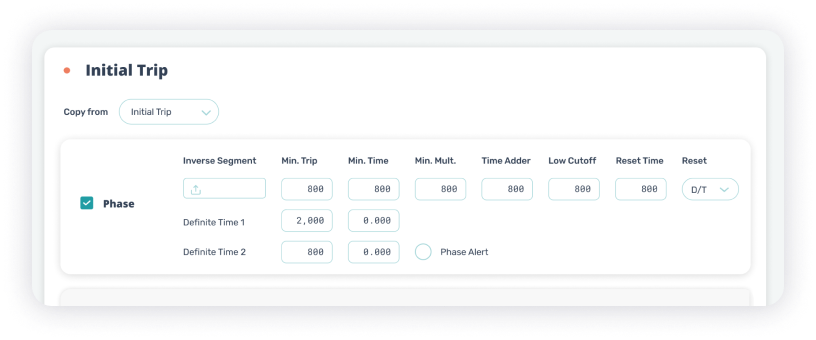 Initial Trip
Copy from Initial Trip
Inverse Segment Min. Trip Min. Time Min. Mult. Time Adder Low Cutoff Reset Time Reset
Phase 800 800 800 800 800 800 D/T
Definite Time 1 2,000 0.000
Definite Time 2 800 0.000 Phase Alert